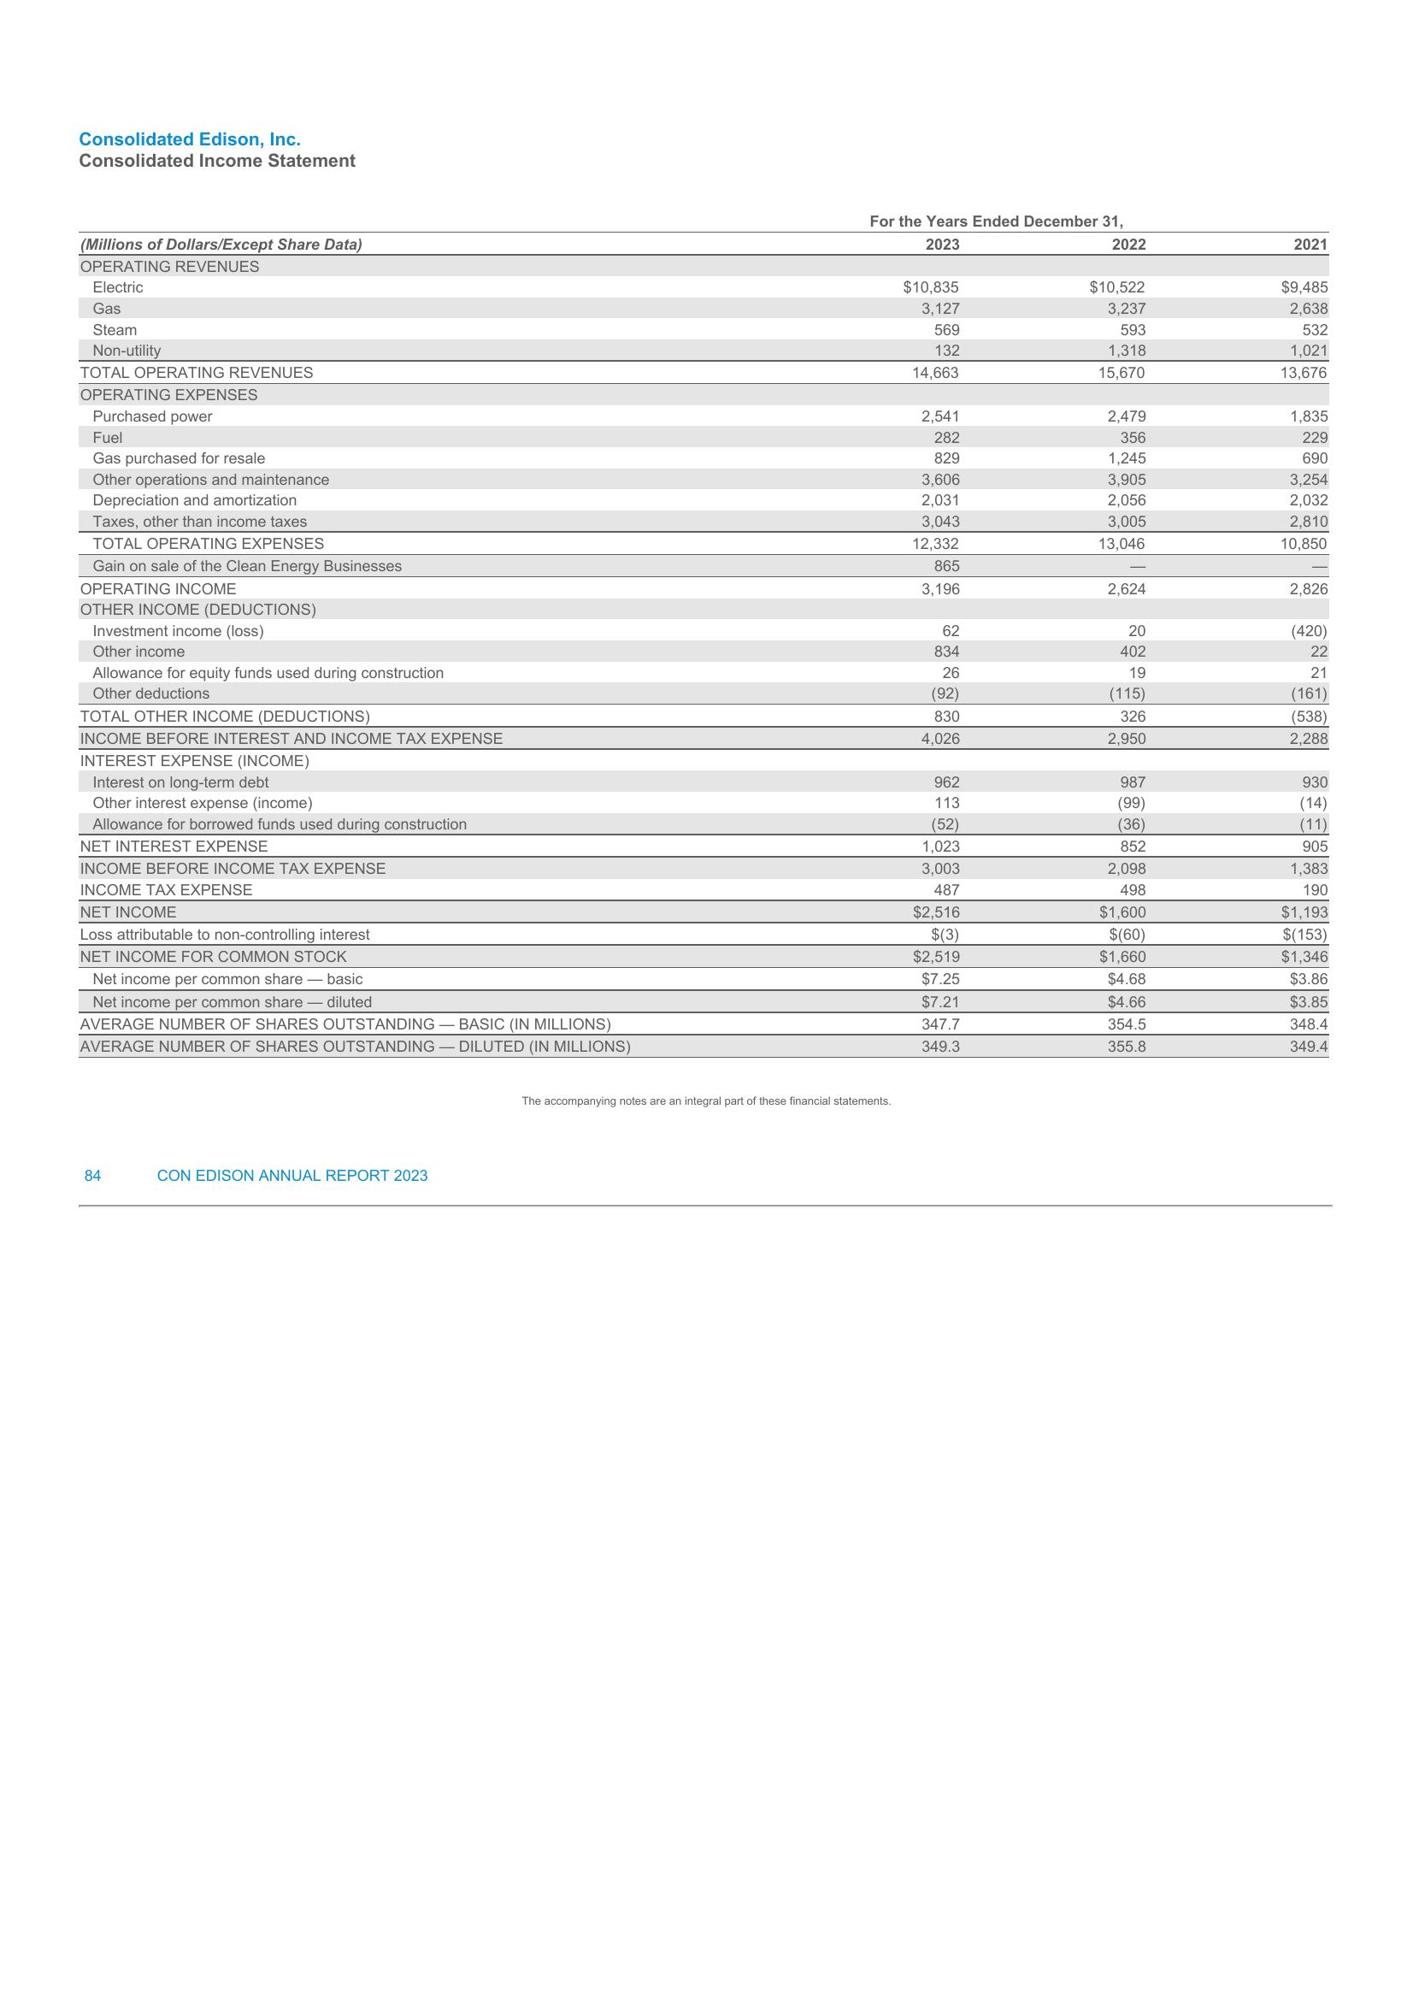 Consolidated Edison, Inc.
Consolidated Income Statement
For the Years Ended December 31,
(Millions of Dollars/Except Share Data) 2023 2022 2021
OPERATING REVENUES
Electric $10,835 $10,522 $9,485
Gas 3,127 3,237 2,638
Steam 569 593 532
Non-utility 132 1,318 1,021
TOTAL OPERATING REVENUES 14,663 15,670 13,676
OPERATING EXPENSES
Purchased power 2,541 2,479 1,835
Fuel 282 356 229
Gas purchased for resale 829 1,245 690
Other operations and maintenance 3,606 3,905 3,254
Depreciation and amortization 2,031 2,056 2,032
Taxes, other than income taxes 3,043 3,005 2,810
TOTAL OPERATING EXPENSES 12,332 13,046 10,850
Gain on sale of the Clean Energy Businesses 865 — —
OPERATING INCOME 3,196 2,624 2,826
OTHER INCOME (DEDUCTIONS)
Investment income (loss) 62 20 (420)
Other income 834 402 22
Allowance for equity funds used during construction 26 19 21
Other deductions (92) (115) (161)
TOTAL OTHER INCOME (DEDUCTIONS) 830 326 (538)
INCOME BEFORE INTEREST AND INCOME TAX EXPENSE 4,026 2,950 2,288
INTEREST EXPENSE (INCOME)
Interest on long-term debt 962 987 930
Other interest expense (income) 113 (99) (14)
Allowance for borrowed funds used during construction (52) (36) (11)
NET INTEREST EXPENSE 1,023 852 905
INCOME BEFORE INCOME TAX EXPENSE 3,003 2,098 1,383
INCOME TAX EXPENSE 487 498 190
NET INCOME $2,516 $1,600 $1,193
Loss attributable to non-controlling interest $(3) $(60) $(153)
NET INCOME FOR COMMON STOCK $2,519 $1,660 $1,346
Net income per common share — basic $7.25 $4.68 $3.86
Net income per common share — diluted $7.21 $4.66 $3.85
AVERAGE NUMBER OF SHARES OUTSTANDING — BASIC (IN MILLIONS) 347.7 354.5 348.4
AVERAGE NUMBER OF SHARES OUTSTANDING — DILUTED (IN MILLIONS) 349.3 355.8 349.4
The accompanying notes are an integral part of these financial statements.
84 CON EDISON ANNUAL REPORT 2023